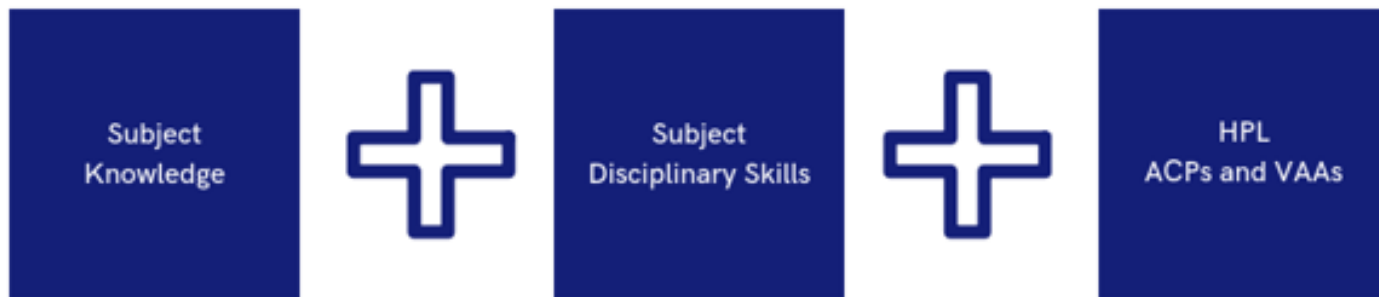 Subject
Knowledge
Subject
Disciplinary Skills
HPL
ACPs and VAAs